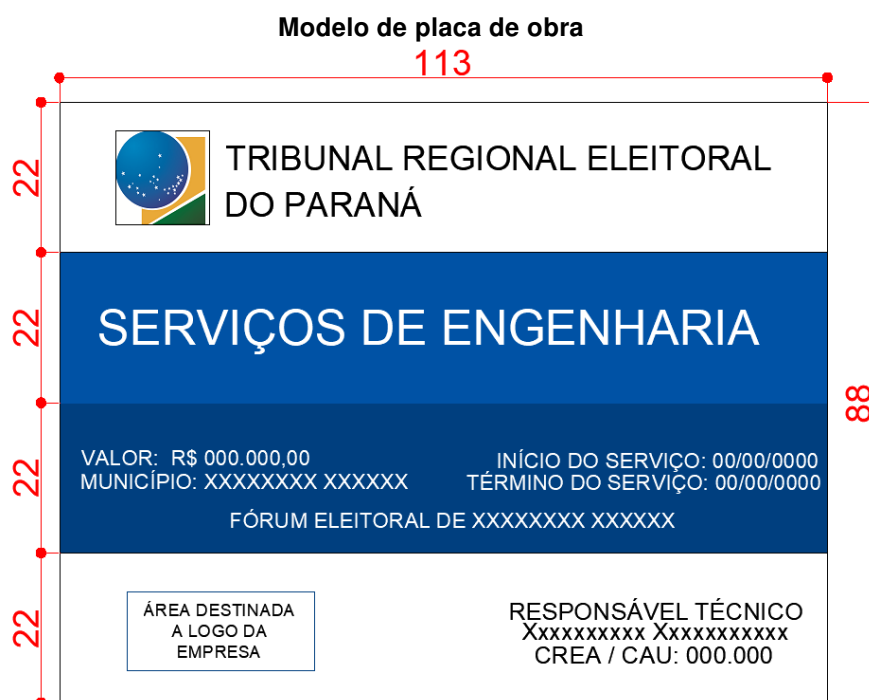 Modelo de placa de obra
113
22
TRIBUNAL REGIONAL ELEITORAL
DO PARANÁ
22
SERVIÇOS DE ENGENHARIA
88
22
VALOR: R$ 000.000,00
MUNICÍPIO: XXXXXXXX XXXXXX
INÍCIO DO SERVIÇO: 00/00/0000
TÉRMINO DO SERVIÇO: 00/00/0000
FÓRUM ELEITORAL DE XXXXXXXX XXXXXX
22
ÁREA DESTINADA
A LOGO DA
EMPRESA
RESPONSÁVEL TÉCNICO
Xxxxxxxxxx Xxxxxxxxxxx
CREA / CAU: 000.000